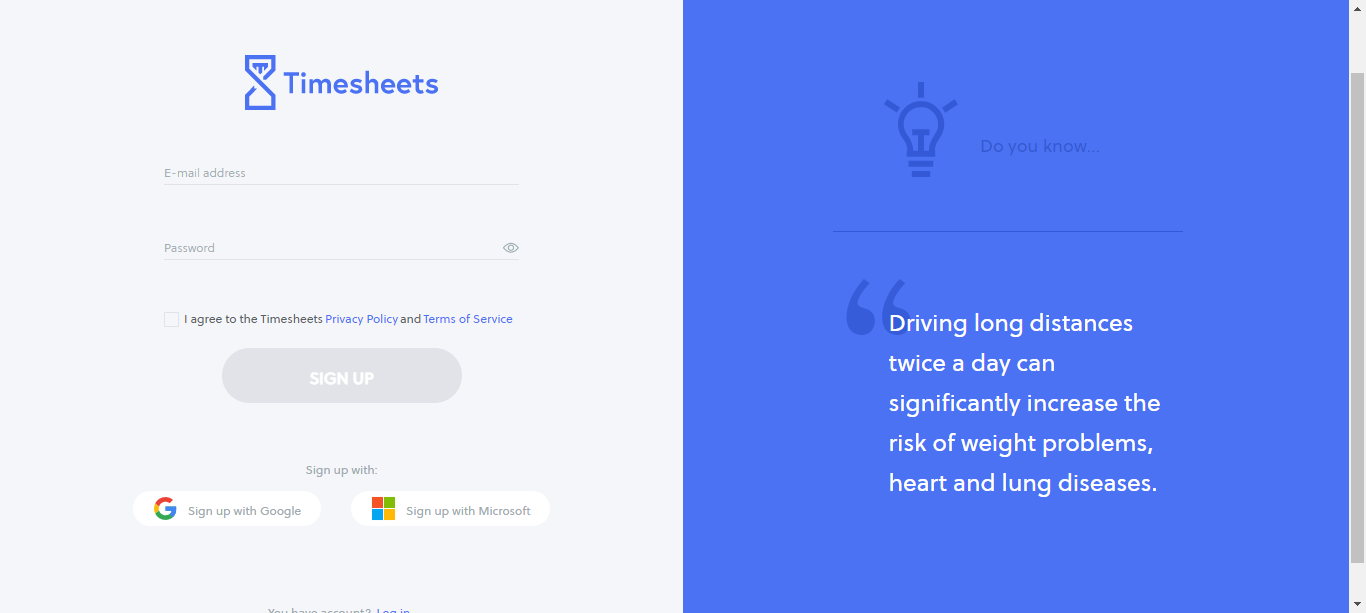 Timesheets
E-mail address
Password
I agree to the Timesheets Privacy Policy and Terms of Service
SIGN UP
Sign up with:
Sign up with Google
Sign up with Microsoft
You have account? Log in
Do you know...
“
Driving long distances
twice a day can
significantly increase the
risk of weight problems,
heart and lung diseases.